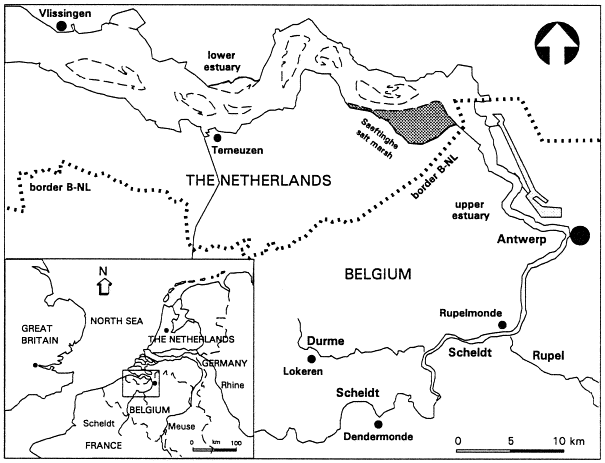 Vlissingen
lower
estuary
Saeftinghe
salt marsh
Terneuzen
THE NETHERLANDS
border B-NL
border B-NL
upper
estuary
Antwerp
BELGIUM
Rupelmonde
Durme
Scheldt
Rupel
Lokeren
Scheldt
Dendermonde
0 5 10 km
N
NORTH SEA
GREAT
BRITAIN
THE NETHERLANDS
GERMANY
Rhine
BELGIUM
Scheldt
Meuse
FRANCE
0 km 100